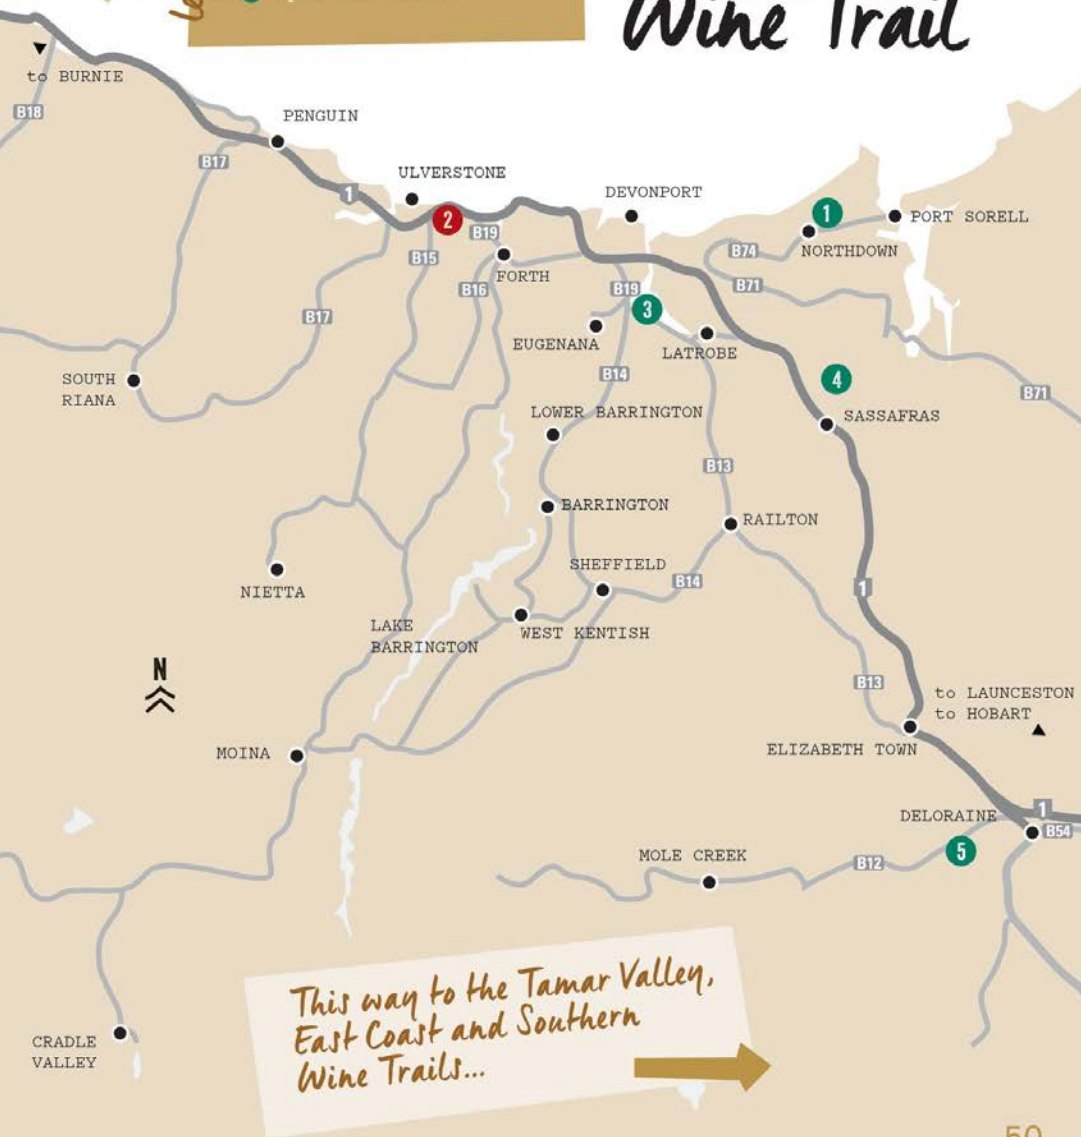 Wine Trail
to BURNIE
B18
PENGUIN
B17
ULVERSTONE
1
2
DEVONPORT
1
PORT SORELL
NORTHDOWN
B19
B15
FORTH
B74
B71
B16
B19
3
B17
EUGENANA
LATROBE
SOUTH
RIANA
B14
4
B71
LOWER BARRINGTON
SASSAFRAS
B13
BARRINGTON
RAILTON
SHEFFIELD
B14
1
NIETTA
LAKE
BARRINGTON
WEST KENTISH
N
B13
to LAUNCESTON
to HOBART
MOINA
ELIZABETH TOWN
DELORAINE
1
B54
MOLE CREEK
B12
5
This way to the Tamar Valley,
East Coast and Southern
Wine Trails...
CRADLE
VALLEY